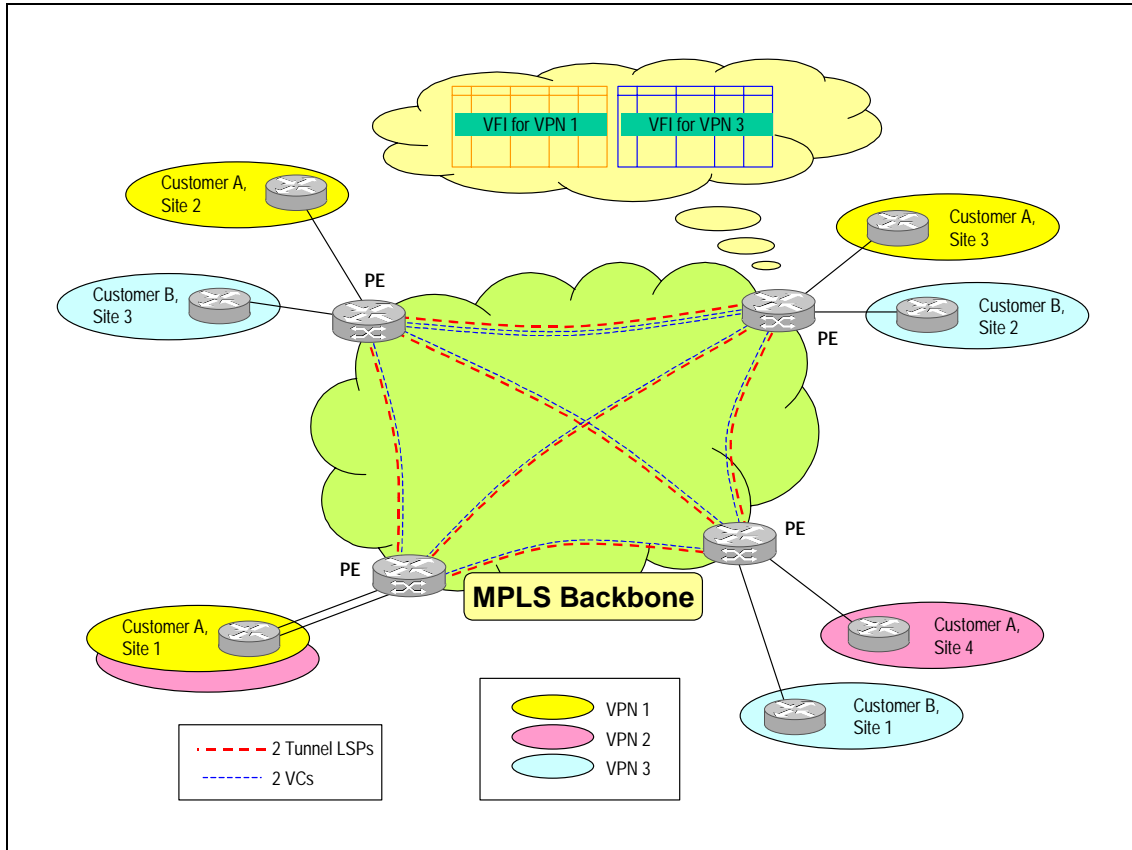 VFI for VPN 1
VFI for VPN 3
Customer A,
Site 2
Customer A,
Site 3
Customer B,
Site 3
PE
Customer B,
Site 2
PE
PE
PE
MPLS Backbone
Customer A,
Site 1
Customer A,
Site 4
Customer B,
Site 1
VPN 1
VPN 2
VPN 3
2 Tunnel LSPs
2 VCs